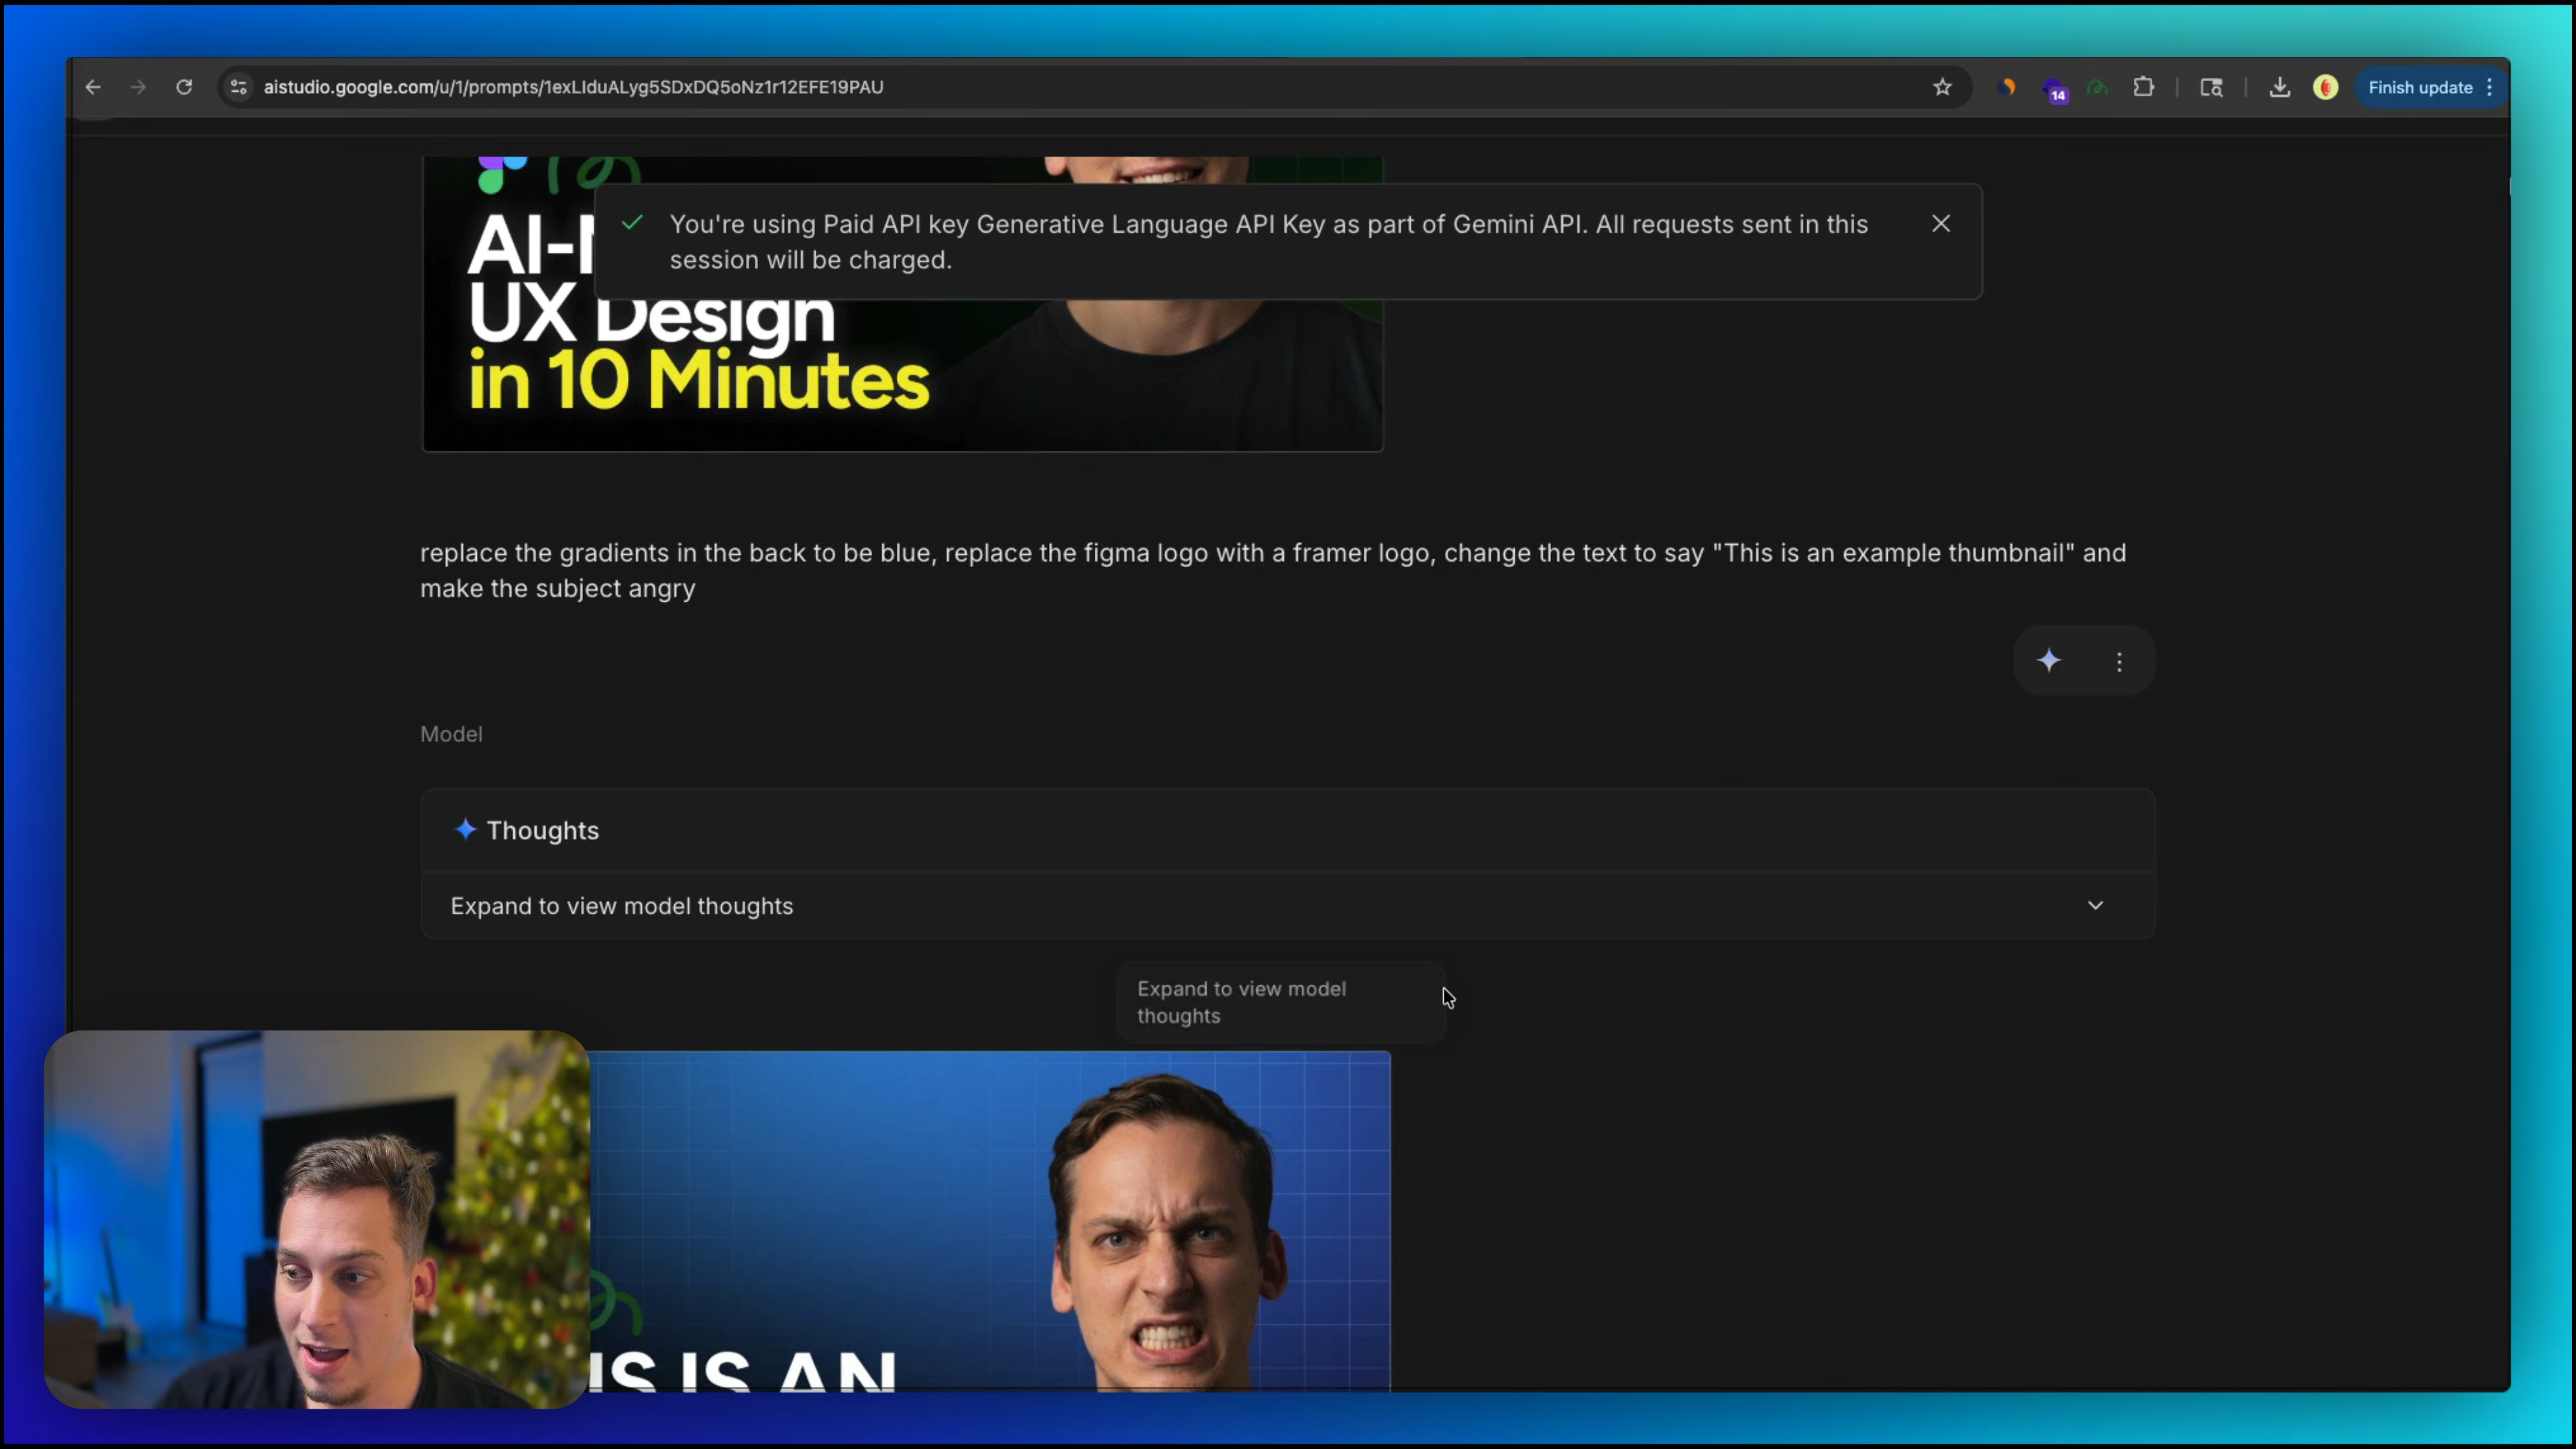 aistudio.google.com/u/1/prompts/1exLIduALyg5SDxDQ5oNz1r12EFE19PAU
14
Finish update
You're using Paid API key Generative Language API Key as part of Gemini API. All requests sent in this
session will be charged.
UX Design
in 10 Minutes
replace the gradients in the back to be blue, replace the figma logo with a framer logo, change the text to say "This is an example thumbnail" and
make the subject angry
Model
Thoughts
Expand to view model thoughts
Expand to view model
thoughts
IS IS AN